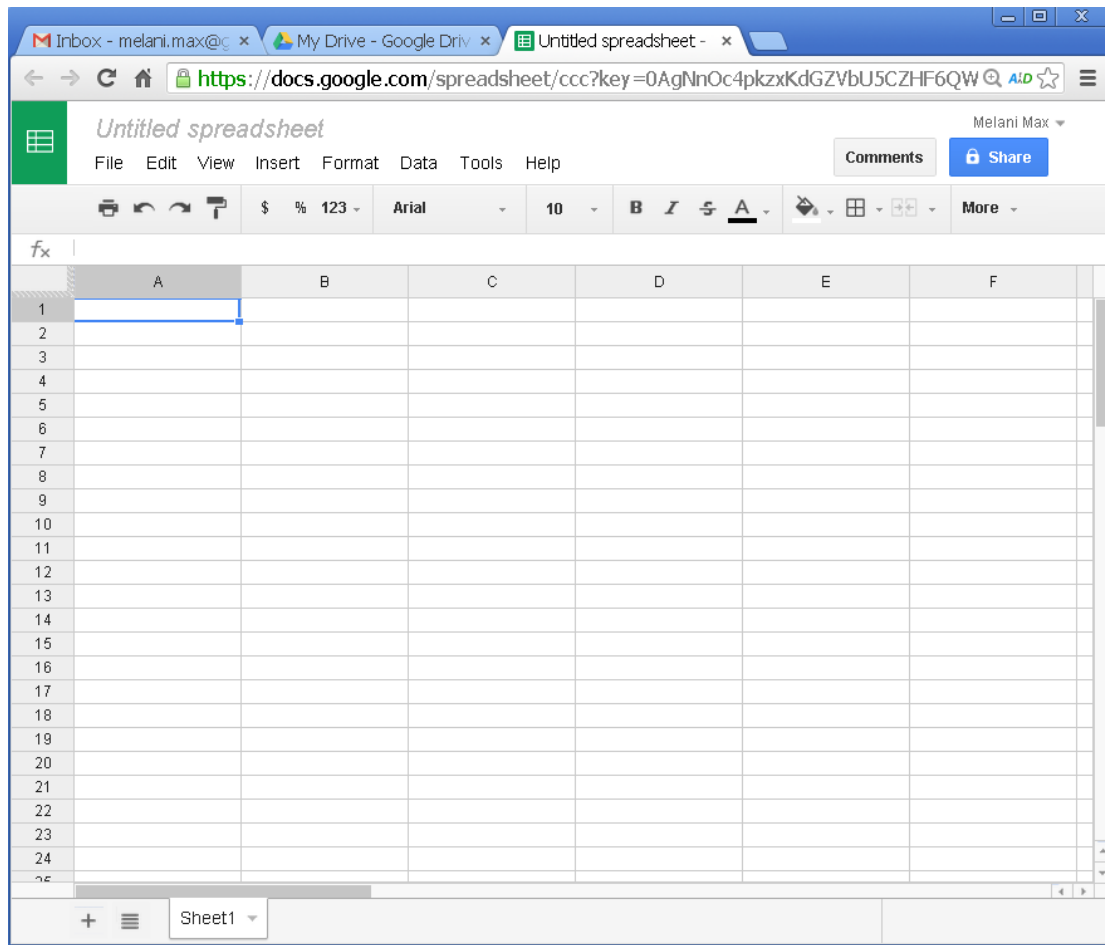 Inbox - melani.max@g
My Drive - Google Driv
Untitled spreadsheet -
https://docs.google.com/spreadsheet/ccc?key=0AgNnOc4pkzxKdGZVbU5CZHF6QW
Untitled spreadsheet
Melani Max
File Edit View Insert Format Data Tools Help
Comments
Share
$ % 123 Arial 10 B I S A More
fx
A B C D E F
1
2
3
4
5
6
7
8
9
10
11
12
13
14
15
16
17
18
19
20
21
22
23
24
Sheet1